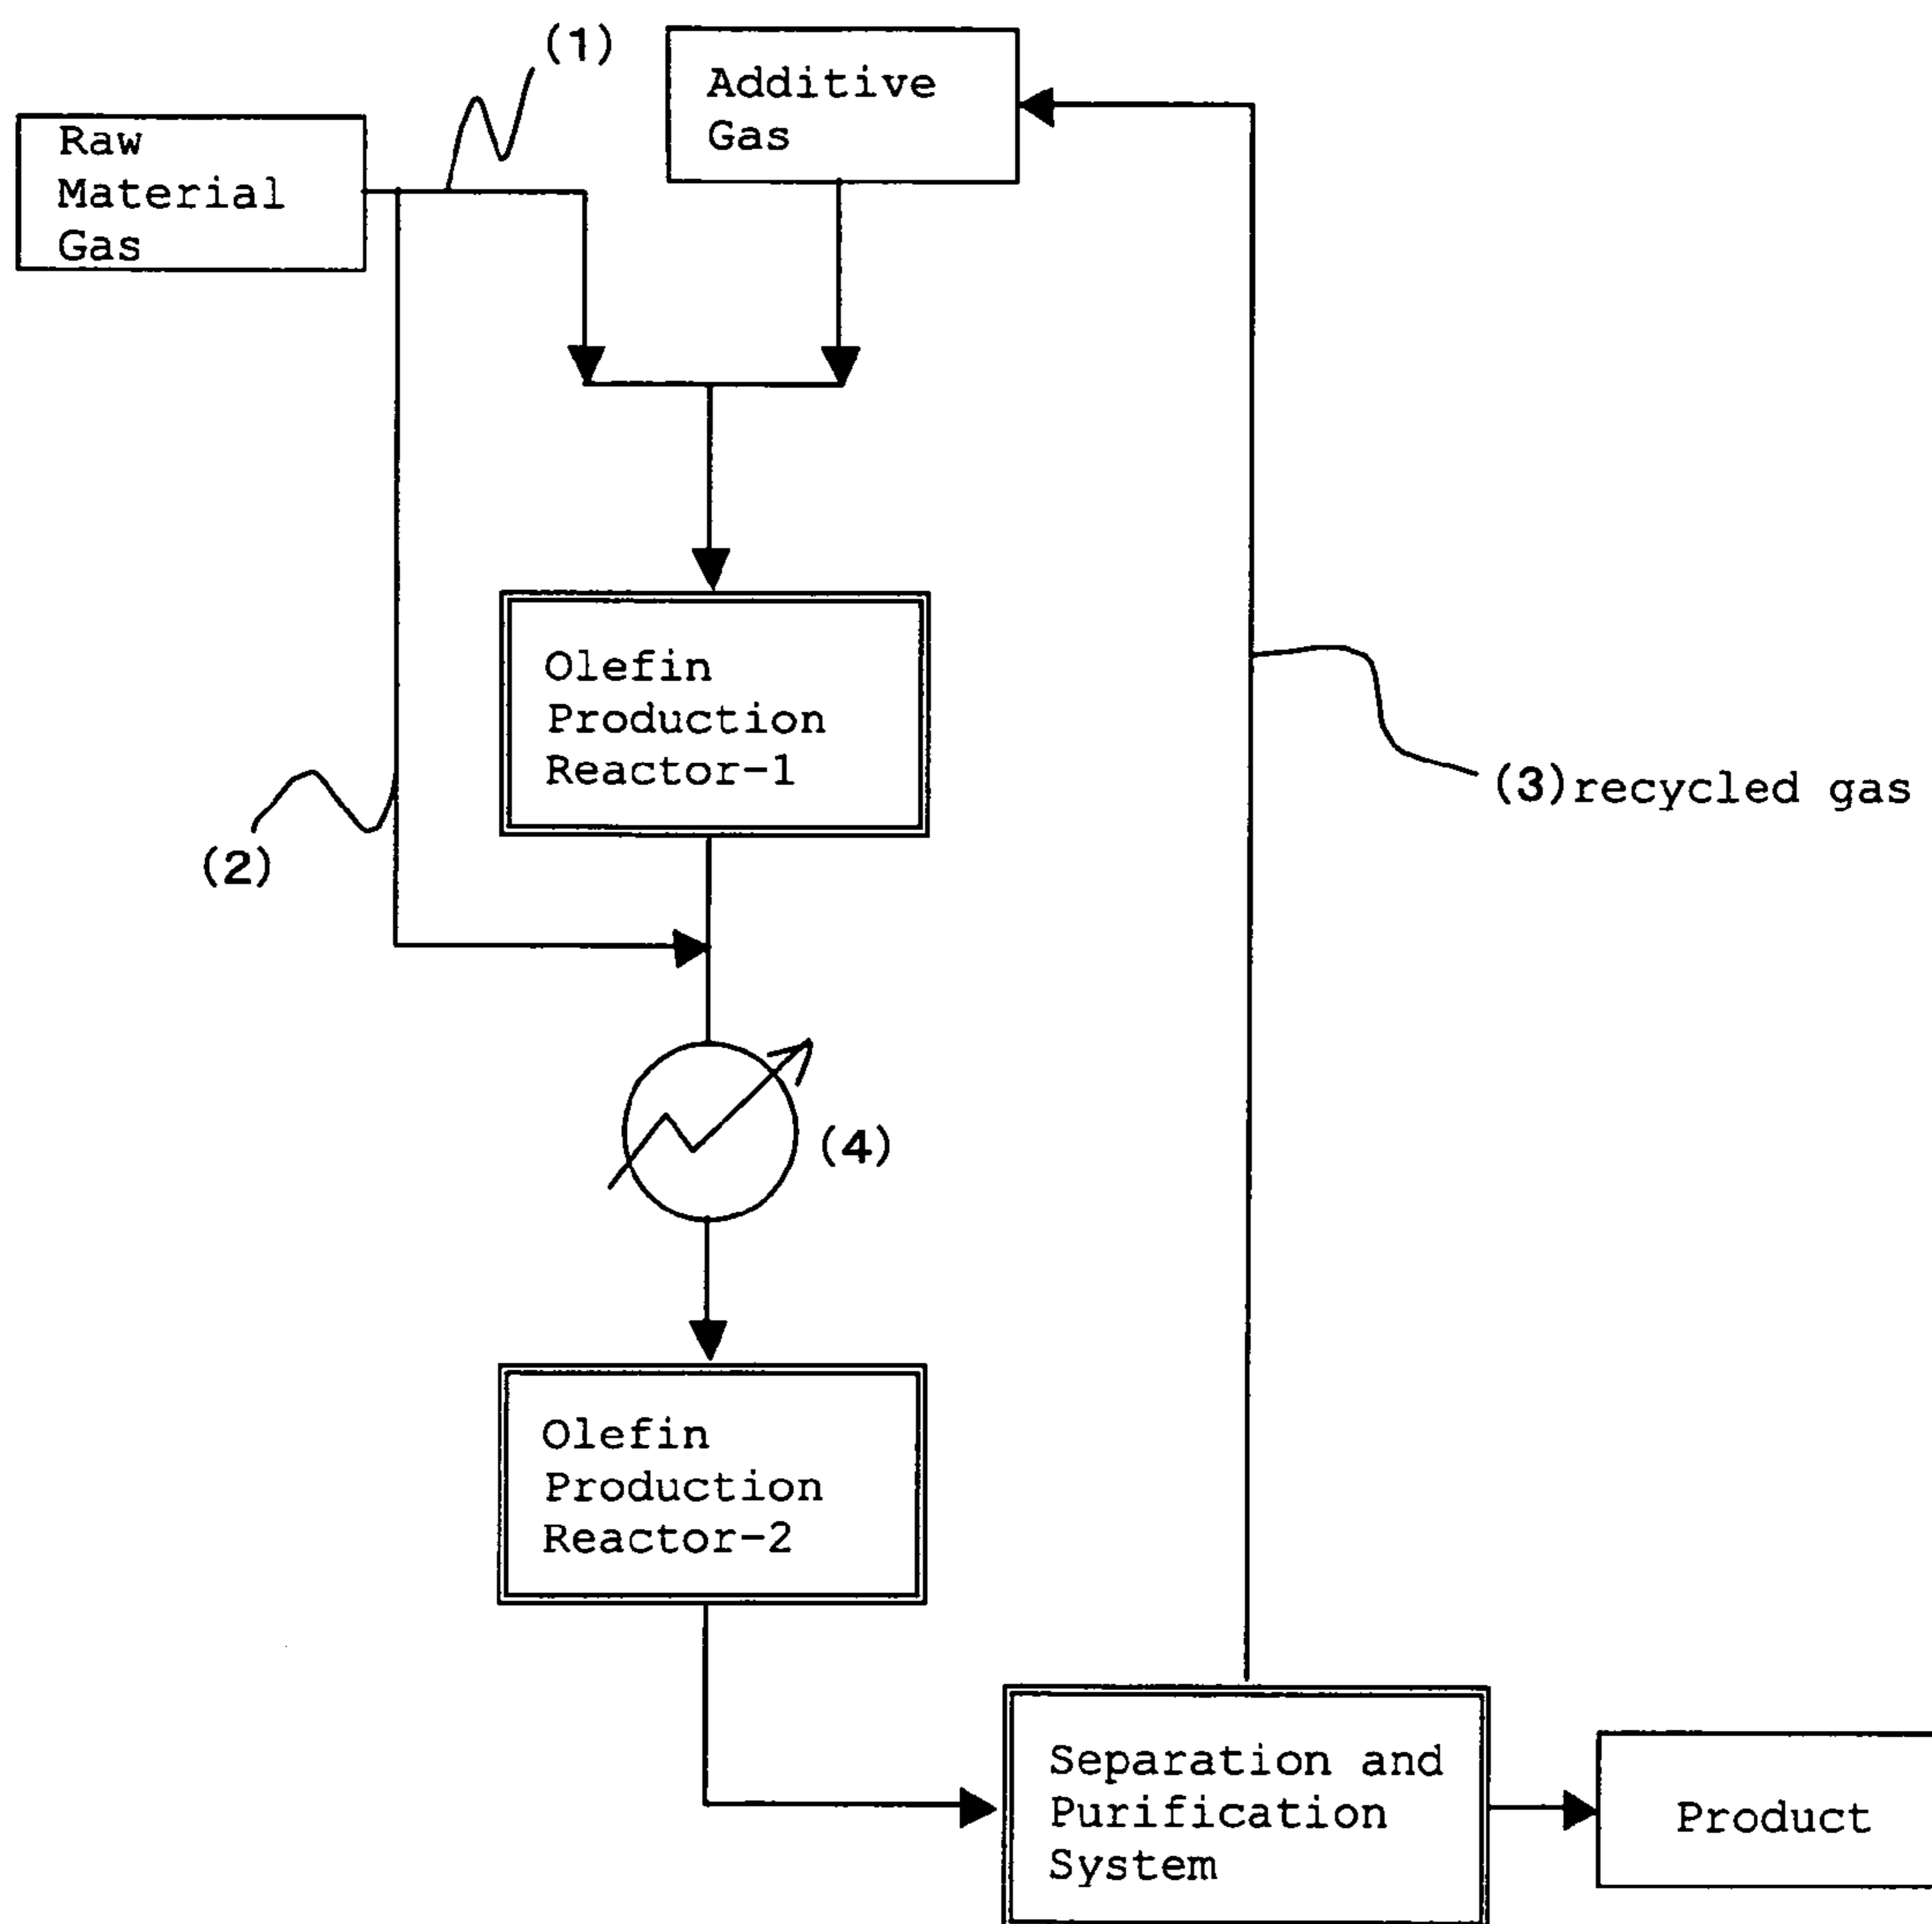 (1)
Additive
Gas
Raw
Material
Gas
Olefin
Production
Reactor-1
(3)recycled gas
(2)
(4)
Olefin
Production
Reactor-2
Separation and
Purification
System
Product